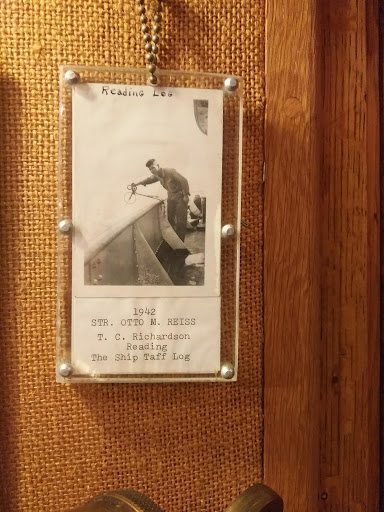 Reading Log
1942
STR. OTTO M. REISS
T. C. Richardson
Reading
The Ship Taff Log